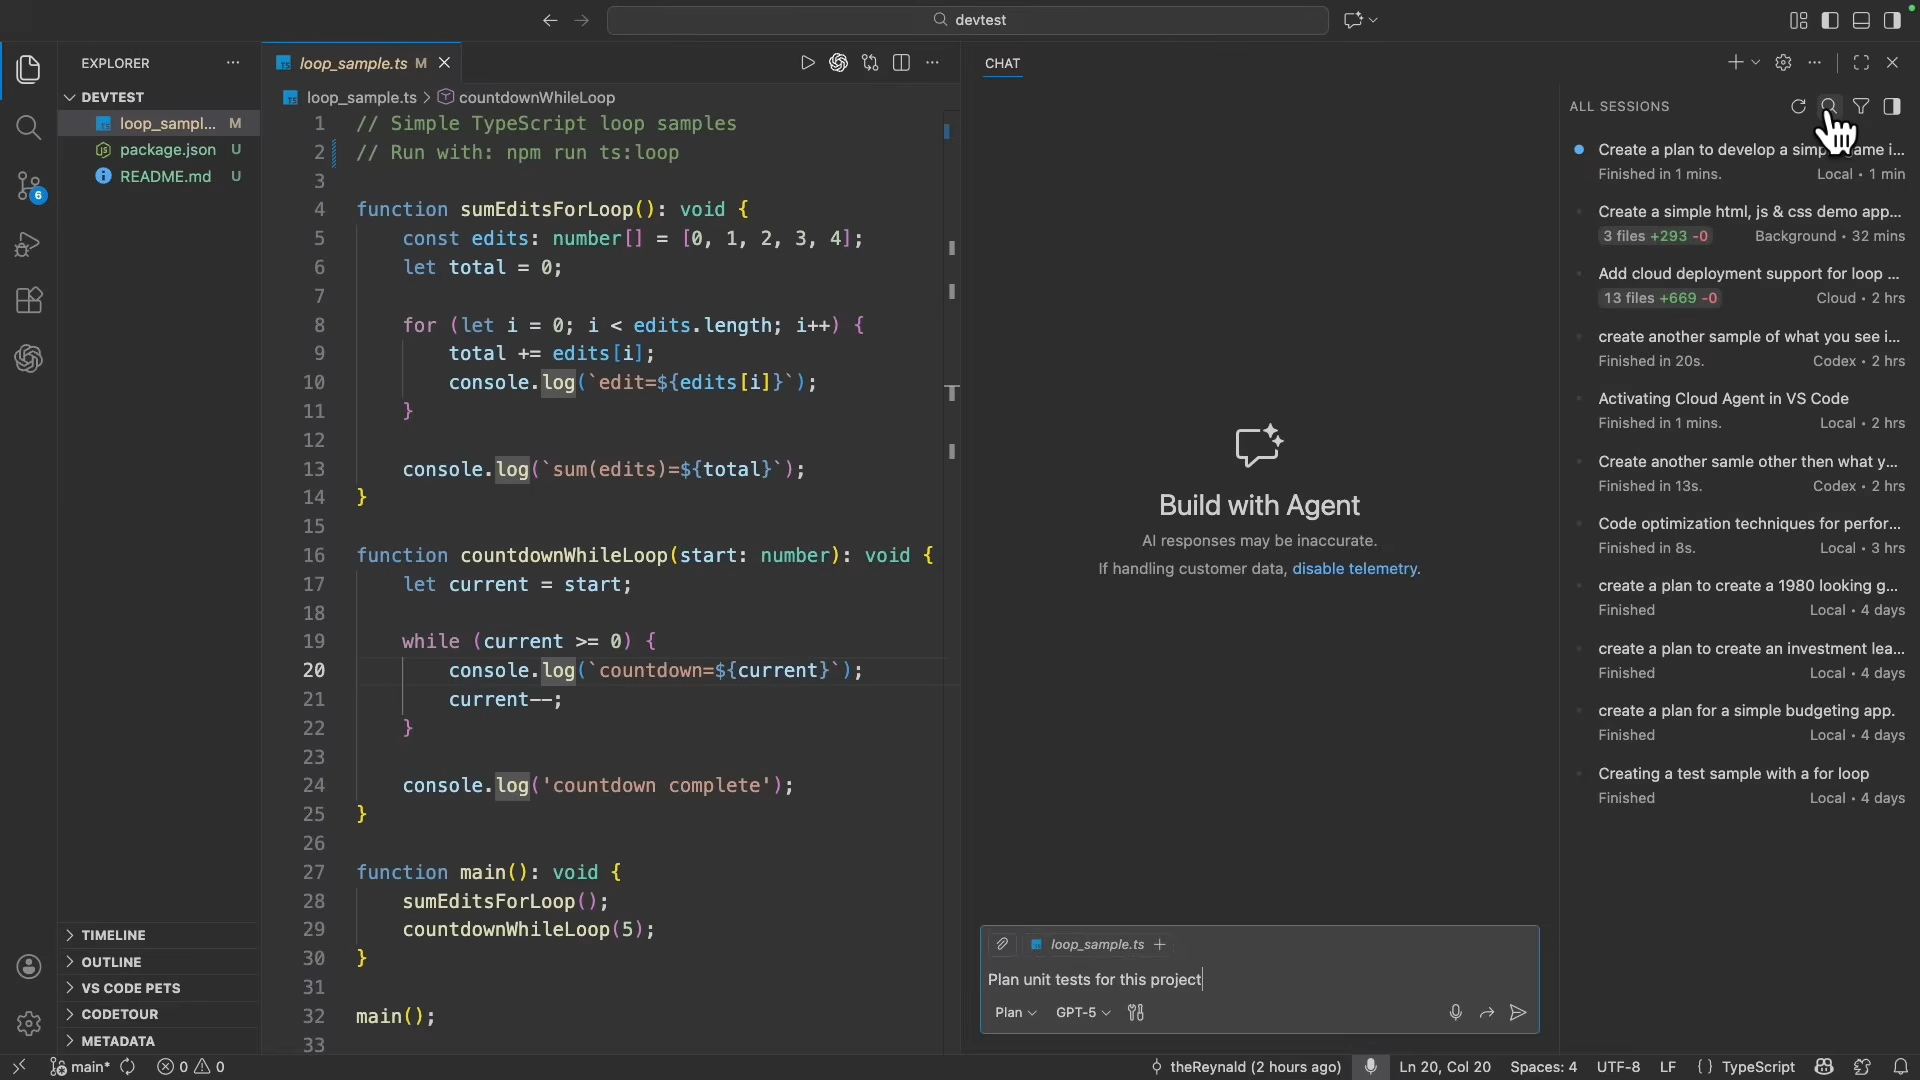 devtest
EXPLORER
DEVTEST
loop_sampl... M
package.json U
README.md U
6
TIMELINE
OUTLINE
VS CODE PETS
CODETOUR
METADATA
loop_sample.ts M
loop_sample.ts > countdownWhileLoop
1 // Simple TypeScript loop samples
2 // Run with: npm run ts:loop
3
4 function sumEditsForLoop(): void {
5 const edits: number[] = [0, 1, 2, 3, 4];
6 let total = 0;
7
8 for (let i = 0; i < edits.length; i++) {
9 total += edits[i];
10 console.log(`edit=${edits[i]}`);
11 }
12
13 console.log(`sum(edits)=${total}`);
14 }
15
16 function countdownWhileLoop(start: number): void {
17 let current = start;
18
19 while (current >= 0) {
20 console.log(`countdown=${current}`);
21 current--;
22 }
23
24 console.log('countdown complete');
25 }
26
27 function main(): void {
28 sumEditsForLoop();
29 countdownWhileLoop(5);
30 }
31
32 main();
33
CHAT
Build with Agent
AI responses may be inaccurate.
If handling customer data, disable telemetry.
loop_sample.ts
Plan unit tests for this project
Plan GPT-5
ALL SESSIONS
Create a plan to develop a simp ame i...
Finished in 1 mins. Local • 1 min
Create a simple html, js & css demo app...
3 files +293 -0 Background • 32 mins
Add cloud deployment support for loop ...
13 files +669 -0 Cloud • 2 hrs
create another sample of what you see i...
Finished in 20s. Codex • 2 hrs
Activating Cloud Agent in VS Code
Finished in 1 mins. Local • 2 hrs
Create another samle other then what y...
Finished in 13s. Codex • 2 hrs
Code optimization techniques for perfor...
Finished in 8s. Local • 3 hrs
create a plan to create a 1980 looking g...
Finished Local • 4 days
create a plan to create an investment lea...
Finished Local • 4 days
create a plan for a simple budgeting app.
Finished Local • 4 days
Creating a test sample with a for loop
Finished Local • 4 days
main* 0 0 theReynald (2 hours ago) Ln 20, Col 20 Spaces: 4 UTF-8 LF { } TypeScript